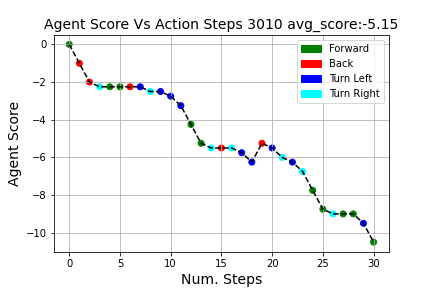 Agent Score Vs Action Steps 3010 avg_score:-5.15
Agent Score
0
−2
−4
−6
−8
−10
Forward
Back
Turn Left
Turn Right
0 5 10 15 20 25 30
Num. Steps